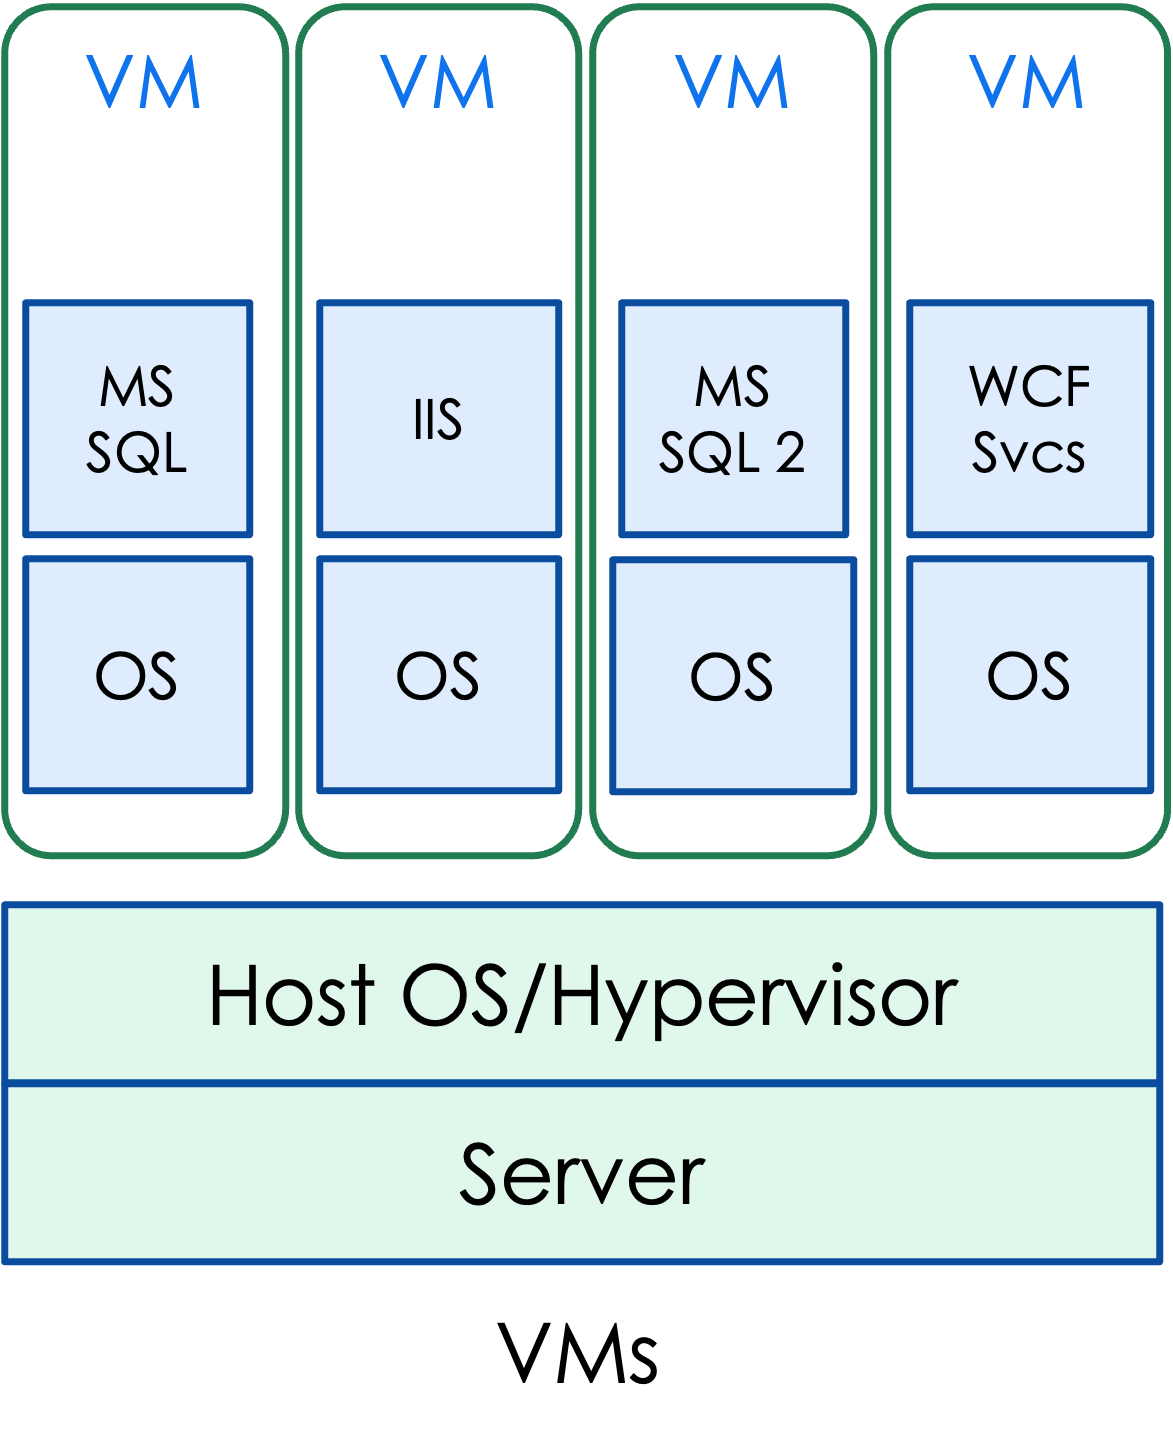 VM
VM
VM
VM
MS
SQL
IIS
MS
SQL 2
WCF
Svcs
OS
OS
OS
OS
Host OS/Hypervisor
Server
VMs